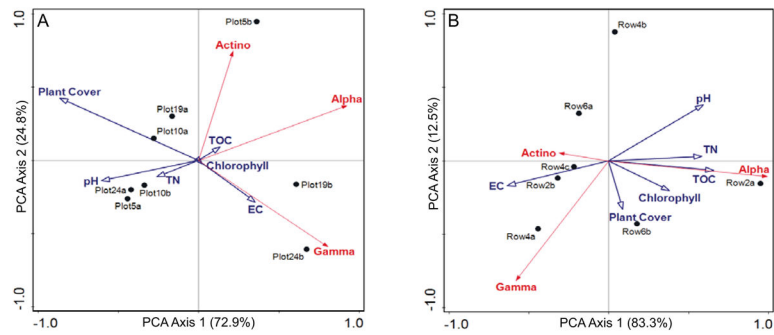 A
1.0
Plot5b
Actino
Alpha
Plant Cover
Plot19a
Plot10a
TOC
Chlorophyll
pH
TN
Plot24a
Plot10b
Plot5a
Plot19b
EC
Gamma
Plot24b
PCA Axis 2 (24.8%)
-1.0
-1.0
PCA Axis 1 (72.9%)
1.0
B
1.0
Row4b
pH
Row6a
Actino
TN
Row4c
Alpha
TOC
EC
Row2b
Row2a
Chlorophyll
Plant Cover
Row4a
Row6b
Gamma
PCA Axis 2 (12.5%)
-1.0
-1.0
PCA Axis 1 (83.3%)
1.0